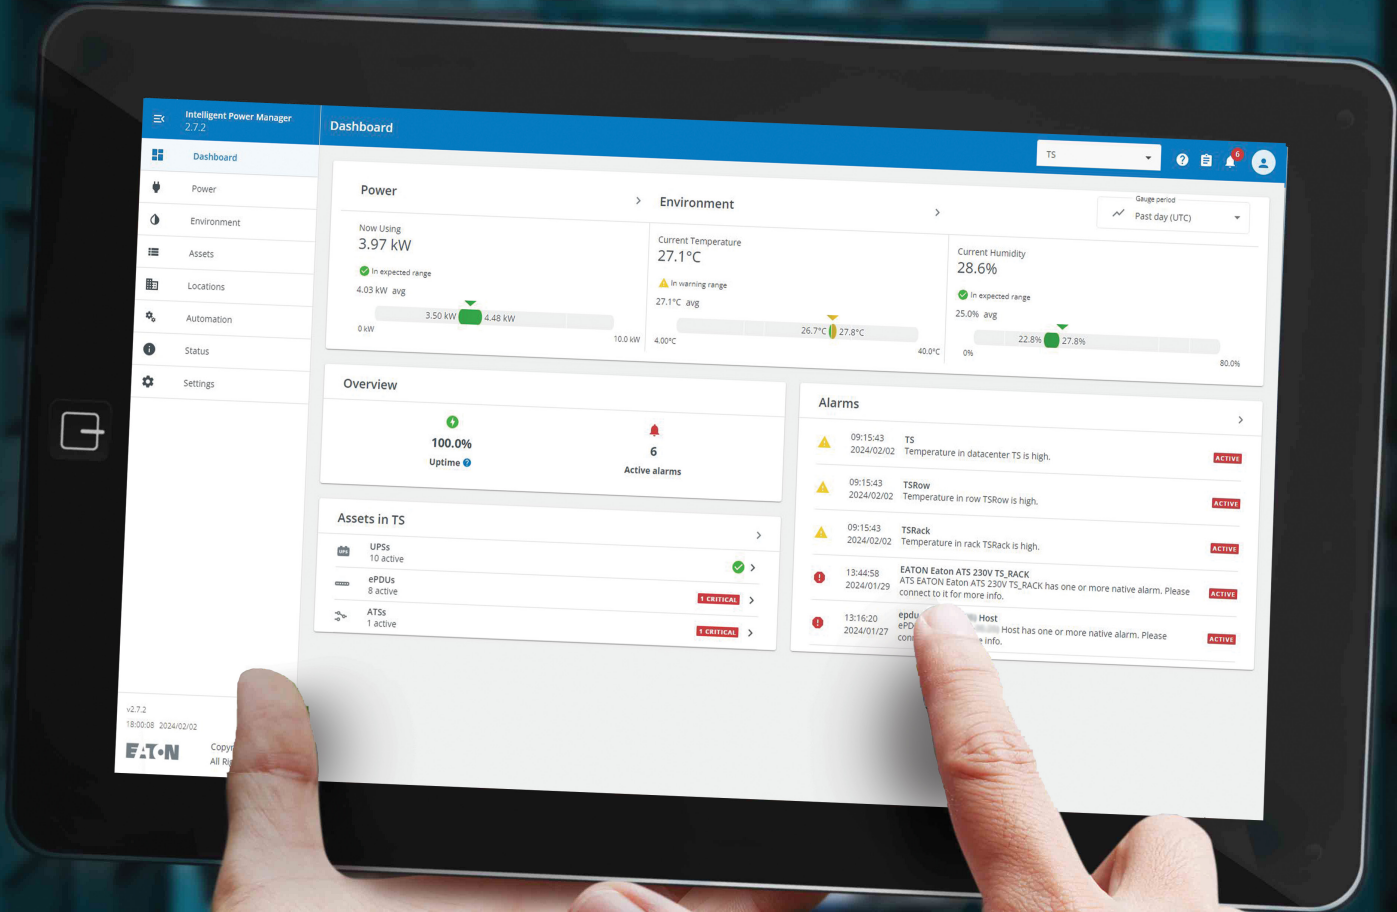 Intelligent Power Manager
2.7.2
Dashboard
TS
6
Dashboard
Power
Environment
Assets
Locations
Automation
Status
Settings
v2.7.2
18:00:08 2024/02/02
EATON
All
Power
Now Using
3.97 kW
In expected range
4.03 kW avg
3.50 kW 4.48 kW
0 kW
10.0 kW
Environment
Gauge period
Past day (UTC)
Current Temperature
27.1°C
In warning range
27.1°C avg
26.7°C 27.8°C
4.00°C
40.0°C
Current Humidity
28.6%
In expected range
25.0% avg
22.8% 27.8%
0%
80.0%
Overview
100.0%
Uptime ?
6
Active alarms
Assets in TS
UPS
UPSs
10 active
ePDUs
8 active
1 CRITICAL
ATSs
1 active
1 CRITICAL
Alarms
09:15:43 TS
2024/02/02 Temperature in datacenter TS is high.
ACTIVE
09:15:43 TSRow
2024/02/02 Temperature in row TSRow is high.
ACTIVE
09:15:43 TSRack
2024/02/02 Temperature in rack TSRack is high.
ACTIVE
13:44:58 EATON Eaton ATS 230V TS_RACK
2024/01/29 ATS EATON Eaton ATS 230V TS_RACK has one or more native alarm. Please
connect to it for more info.
ACTIVE
13:16:20 epdu Host
2024/01/27 Host has one or more native alarm. Please
info.
ACTIVE